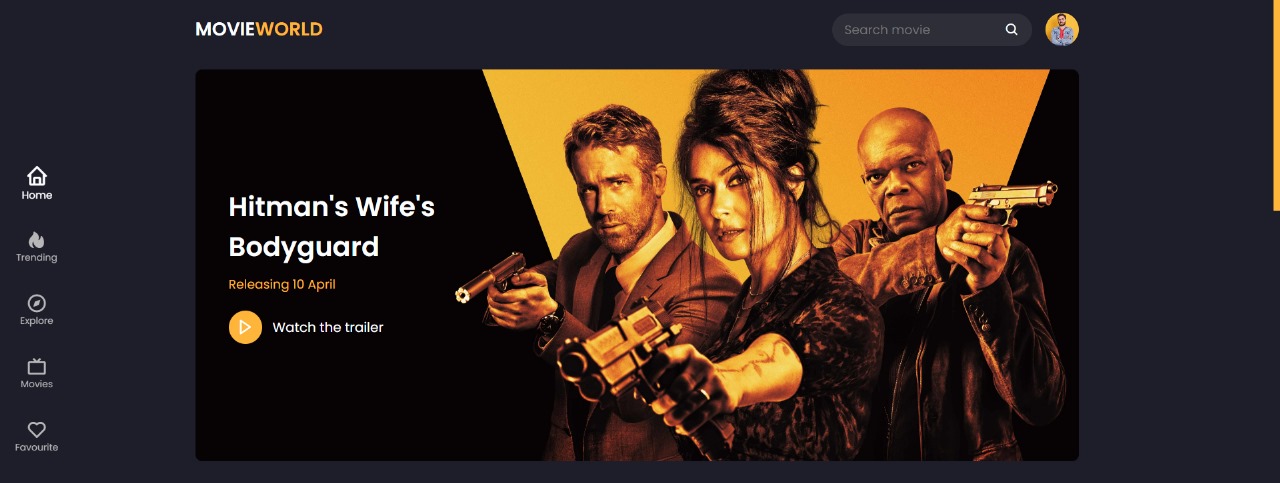 MOVIEWORLD
Search movie
Home
Trending
Explore
Movies
Favourite
Hitman's Wife's
Bodyguard
Releasing 10 April
Watch the trailer